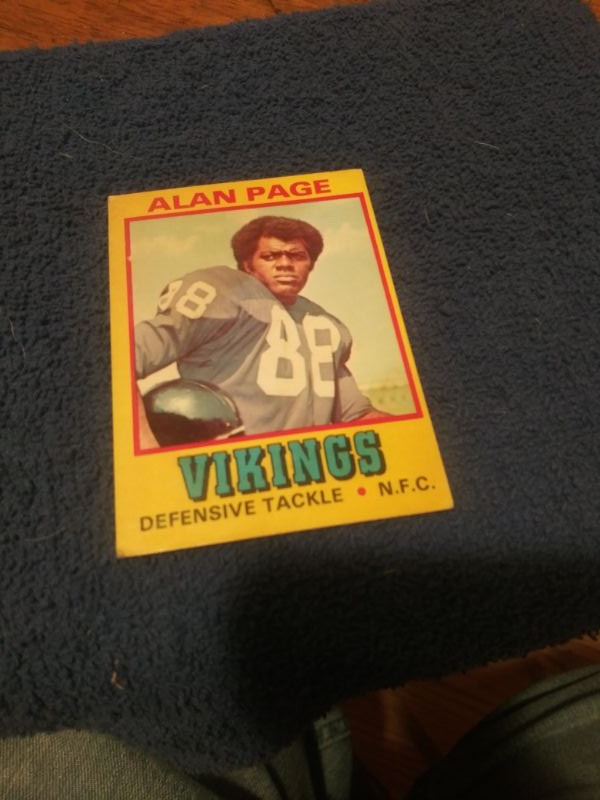 ALAN PAGE
88
88
VIKINGS
DEFENSIVE TACKLE • N.F.C.